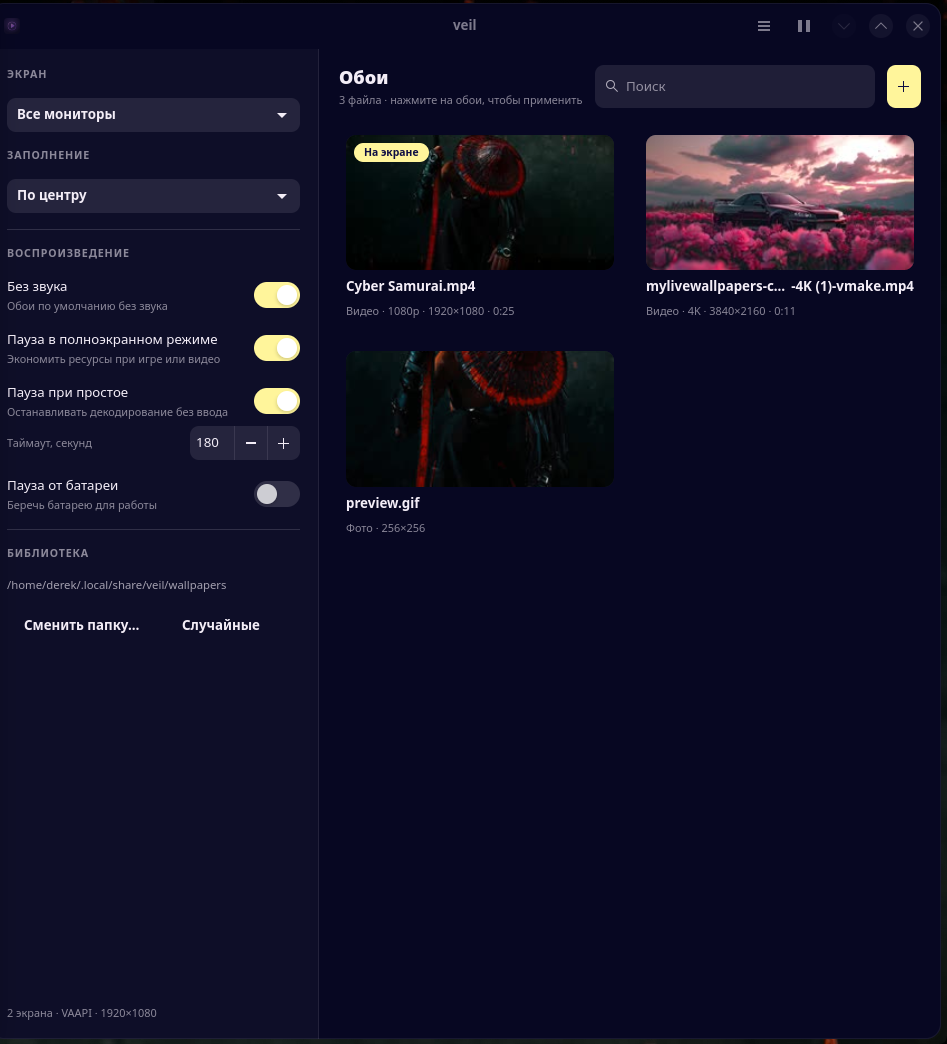 veil
ЭКРАН
Все мониторы
ЗАПОЛНЕНИЕ
По центру
ВОСПРОИЗВЕДЕНИЕ
Без звука
Обои по умолчанию без звука
Пауза в полноэкранном режиме
Экономить ресурсы при игре или видео
Пауза при простое
Останавливать декодирование без ввода
Таймаут, секунд
180
Пауза от батареи
Беречь батарею для работы
БИБЛИОТЕКА
/home/derek/.local/share/veil/wallpapers
Сменить папку... Случайные
2 экрана · VAAPI · 1920×1080
Обои
3 файла · нажмите на обои, чтобы применить
Поиск
На экране
Cyber Samurai.mp4
Видео · 1080p · 1920×1080 · 0:25
mylivewallpapers-c... -4K (1)-vmake.mp4
Видео · 4K · 3840×2160 · 0:11
preview.gif
Фото · 256×256